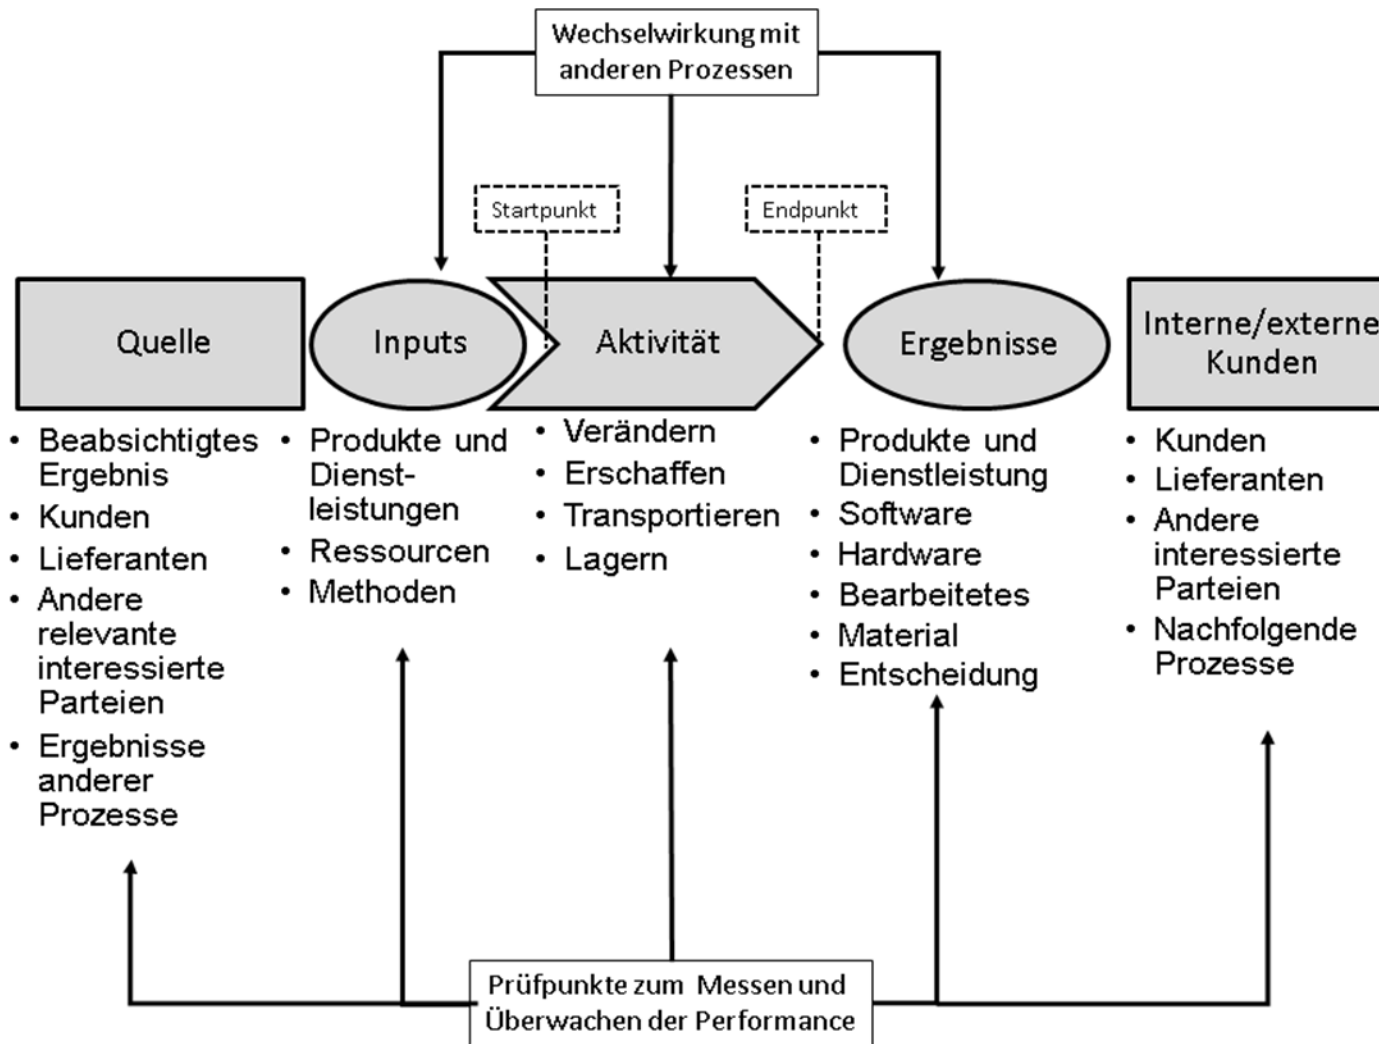 Wechselwirkung mit
anderen Prozessen
Startpunkt
Endpunkt
Quelle
Inputs
Aktivität
Ergebnisse
Interne/externe
Kunden
• Beabsichtigtes
Ergebnis
• Kunden
• Lieferanten
• Andere
relevante
interessierte
Parteien
• Ergebnisse
anderer
Prozesse
• Produkte und
Dienst-
leistungen
• Ressourcen
• Methoden
• Verändern
• Erschaffen
• Transportieren
• Lagern
• Produkte und
Dienstleistung
• Software
• Hardware
• Bearbeitetes
• Material
• Entscheidung
• Kunden
• Lieferanten
• Andere
interessierte
Parteien
• Nachfolgende
Prozesse
Prüfpunkte zum Messen und
Überwachen der Performance